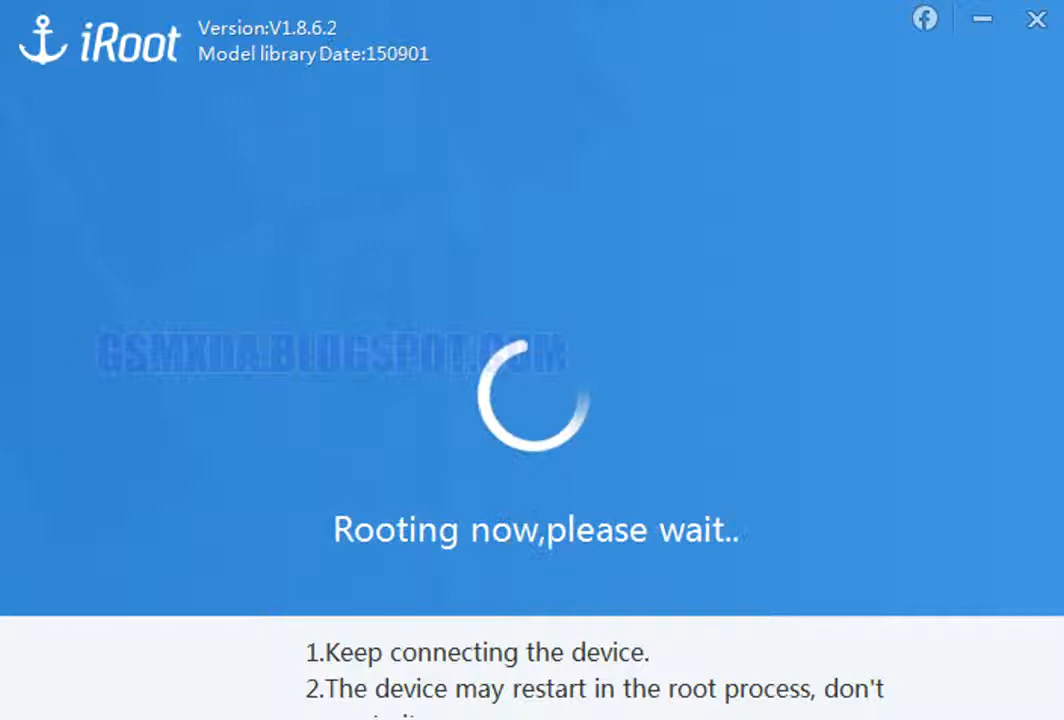 iRoot
Version:V1.8.6.2
Model library Date:150901
GSMXDA.BLOGSPOT.COM
Rooting now,please wait..
1.Keep connecting the device.
2.The device may restart in the root process, don't